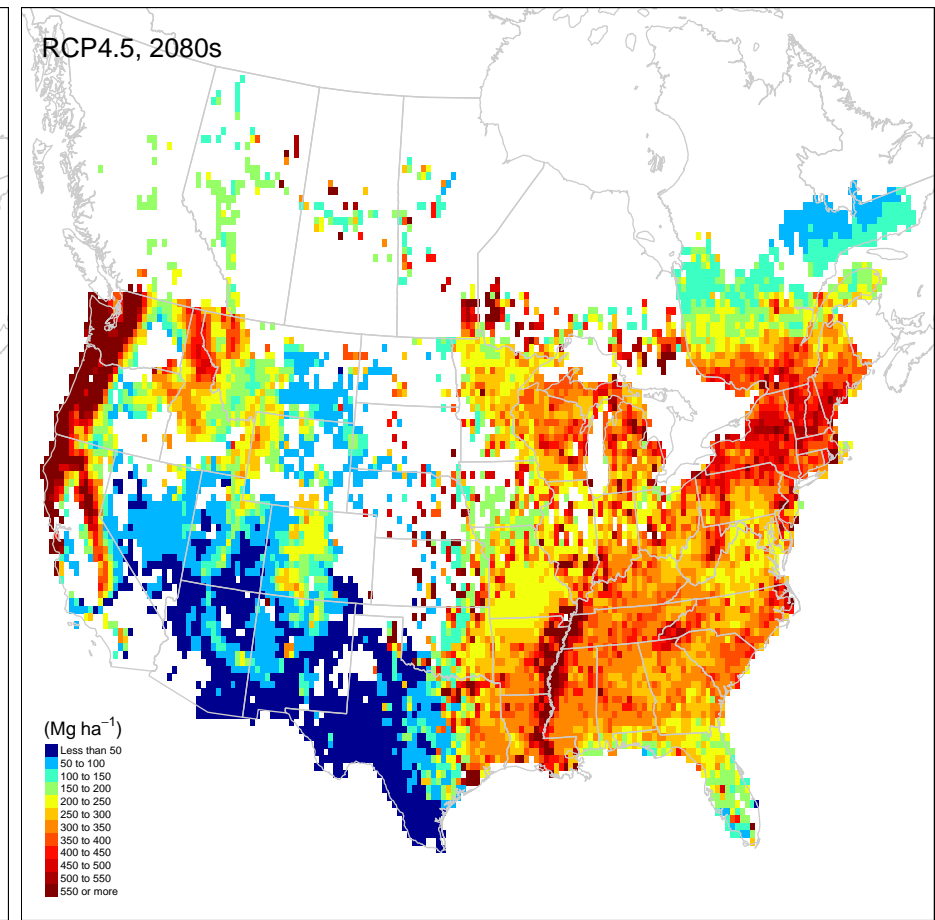 RCP4.5, 2080s
(Mg ha⁻¹)
Less than 50
50 to 100
100 to 150
150 to 200
200 to 250
250 to 300
300 to 350
350 to 400
400 to 450
450 to 500
500 to 550
550 or more